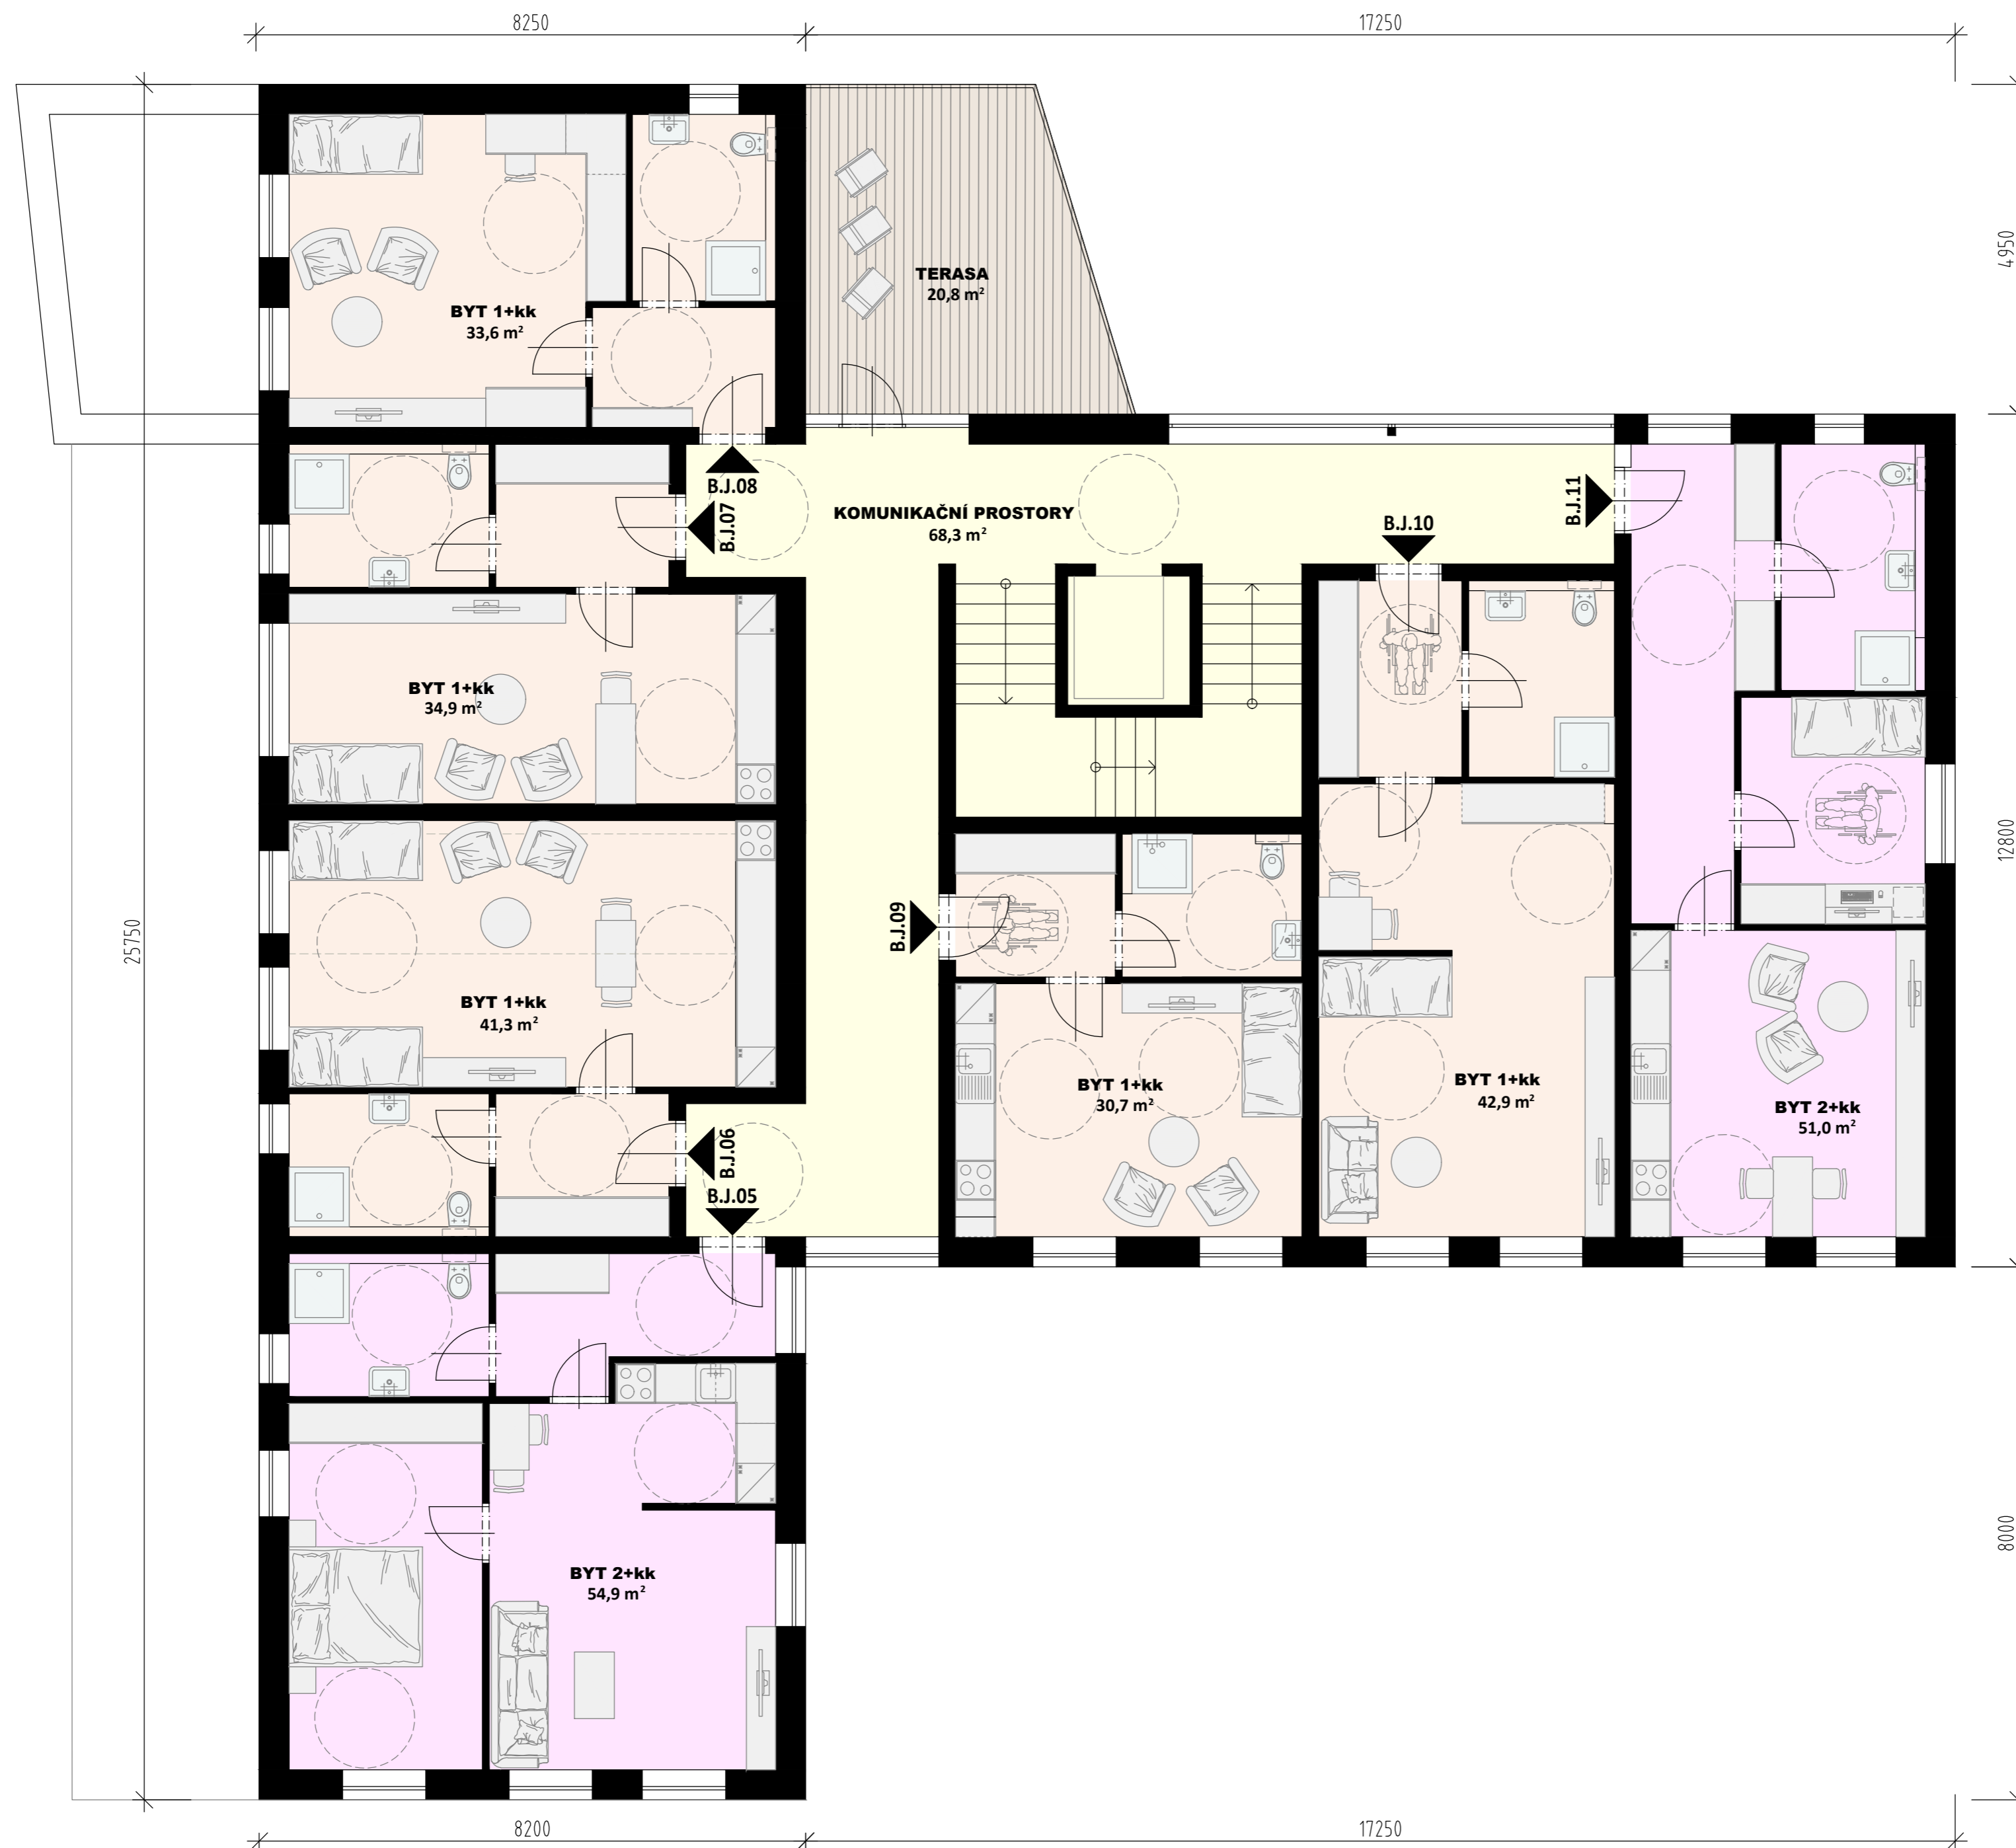 8250
17250
4950
TERASA
20,8 m²
BYT 1+kk
33,6 m²
B.J.08
B.J.07
KOMUNIKAČNÍ PROSTORY
68,3 m²
B.J.10
B.J.11
BYT 1+kk
34,9 m²
12800
25750
B.J.09
BYT 1+kk
41,3 m²
BYT 1+kk
30,7 m²
BYT 1+kk
42,9 m²
BYT 2+kk
51,0 m²
B.J.06
B.J.05
8000
BYT 2+kk
54,9 m²
8200
17250